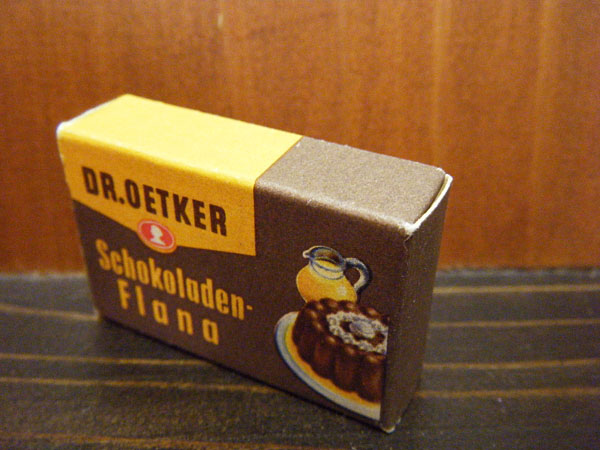 DR.OETKER
Schokoladen-
Flana